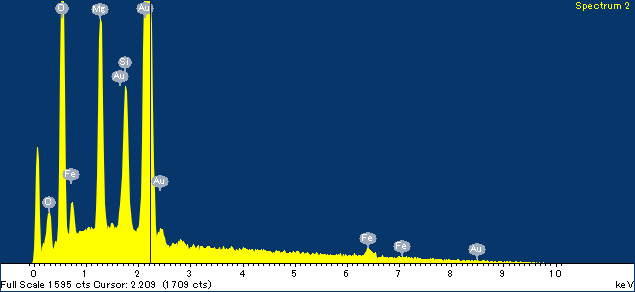 Spectrum 2
O Mg Au
Si
Au
Fe Au
O
Fe Fe Au
0 1 2 3 4 5 6 7 8 9 10
Full Scale 1595 cts Cursor: 2.209 (1709 cts) keV